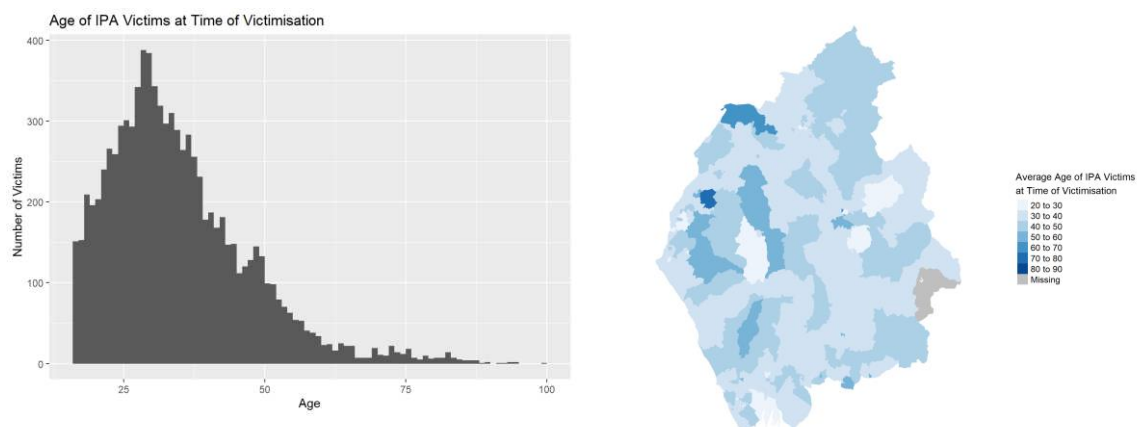 Age of IPA Victims at Time of Victimisation
400
300
200
100
0
Number of Victims
25
50
75
100
Age
Average Age of IPA Victims
at Time of Victimisation
20 to 30
30 to 40
40 to 50
50 to 60
60 to 70
70 to 80
80 to 90
Missing